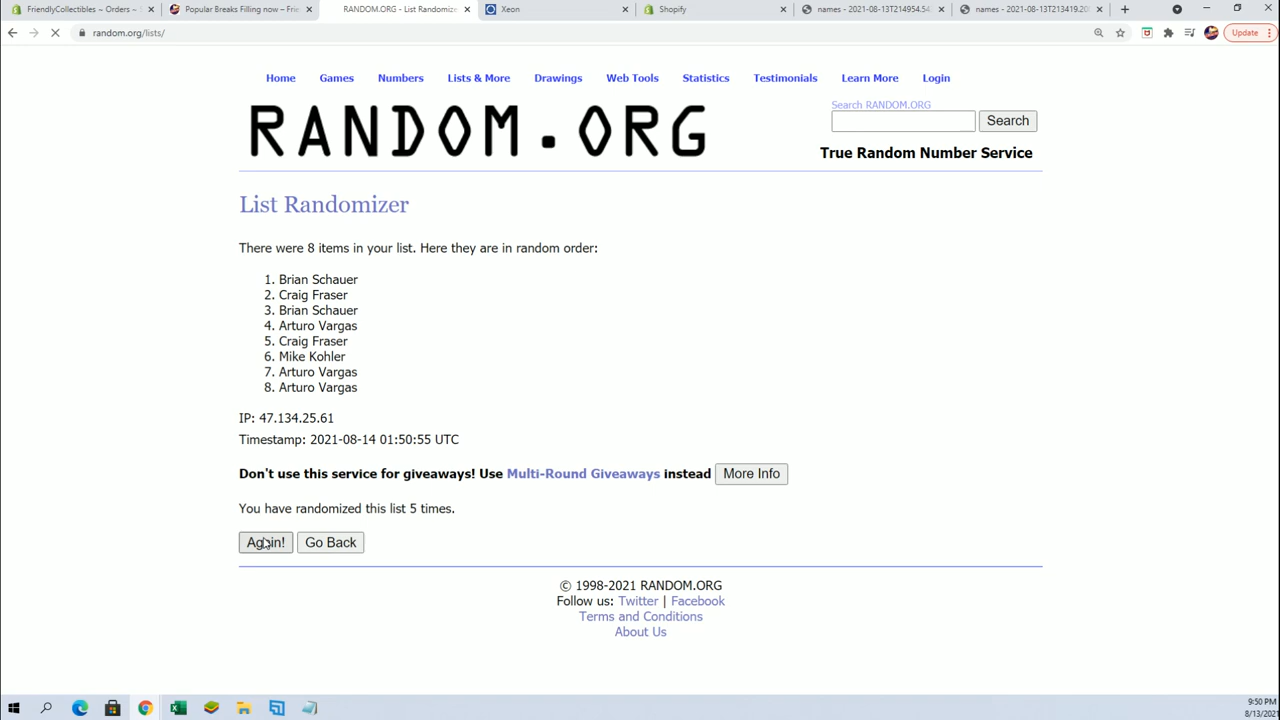 FriendlyCollectibles ~ Orders ~ S
Popular Breaks Filling now ~ Frie
RANDOM.ORG - List Randomizer
Xeon
Shopify
names - 2021-08-13T214954.54
names - 2021-08-13T213419.20
random.org/lists/
Update
Home Games Numbers Lists & More Drawings Web Tools Statistics Testimonials Learn More Login
RANDOM.ORG
Search RANDOM.ORG
Search
True Random Number Service
List Randomizer
There were 8 items in your list. Here they are in random order:
1. Brian Schauer
2. Craig Fraser
3. Brian Schauer
4. Arturo Vargas
5. Craig Fraser
6. Mike Kohler
7. Arturo Vargas
8. Arturo Vargas
IP: 47.134.25.61
Timestamp: 2021-08-14 01:50:55 UTC
Don't use this service for giveaways! Use Multi-Round Giveaways instead More Info
You have randomized this list 5 times.
Again! Go Back
© 1998-2021 RANDOM.ORG
Follow us: Twitter | Facebook
Terms and Conditions
About Us
9:50 PM
8/13/2021